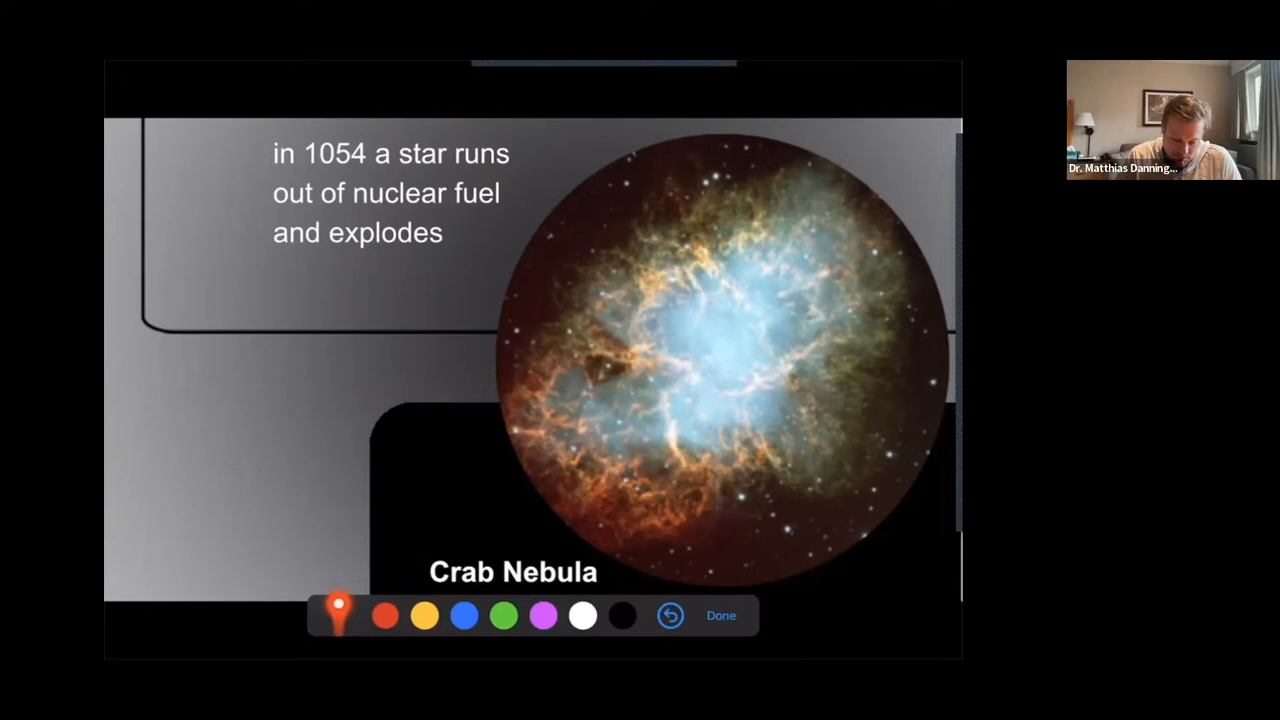 in 1054 a star runs
out of nuclear fuel
and explodes
Crab Nebula
Done
Dr. Matthias Danning...